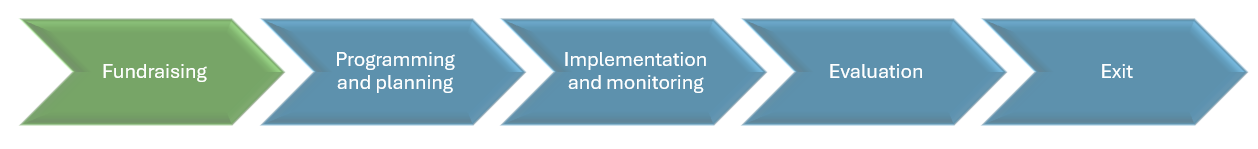 Fundraising
Programming
and planning
Implementation
and monitoring
Evaluation
Exit